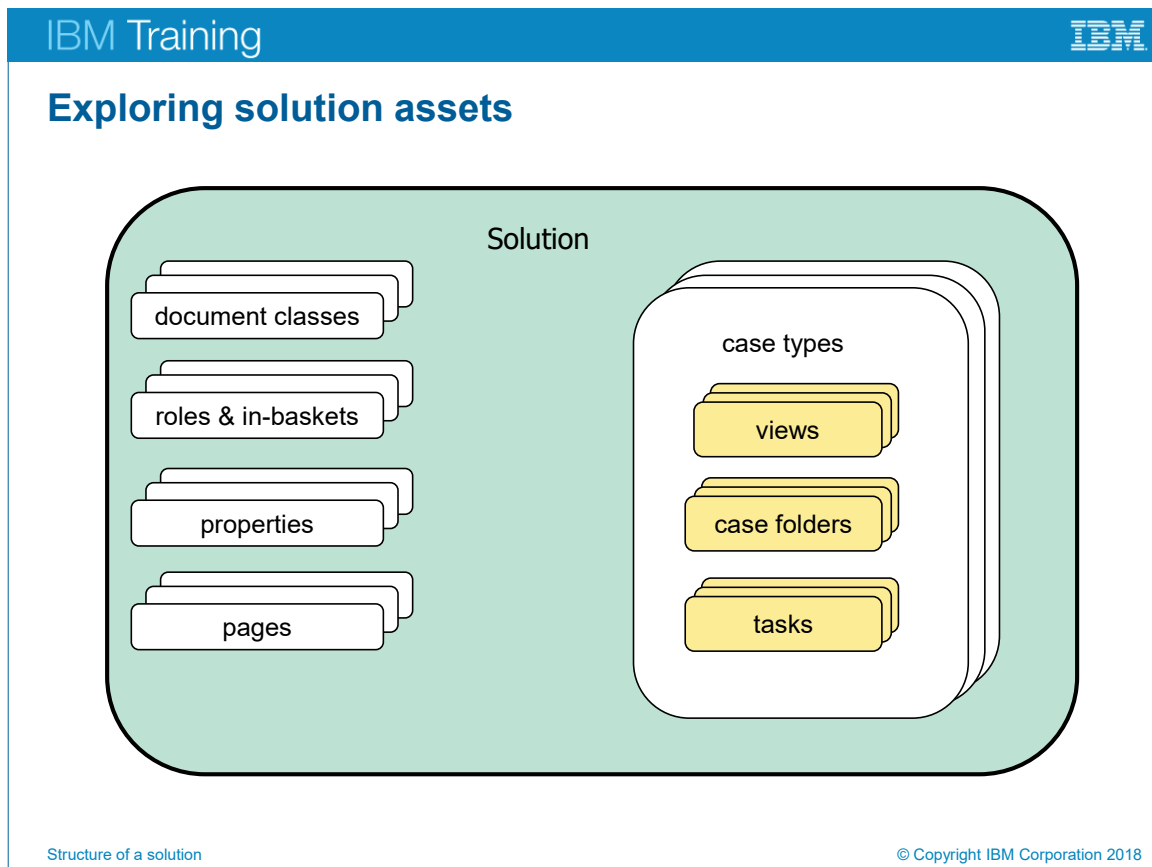 IBM Training
IBM
Exploring solution assets
Solution
document classes
roles & in-baskets
properties
pages
case types
views
case folders
tasks
Structure of a solution
© Copyright IBM Corporation 2018